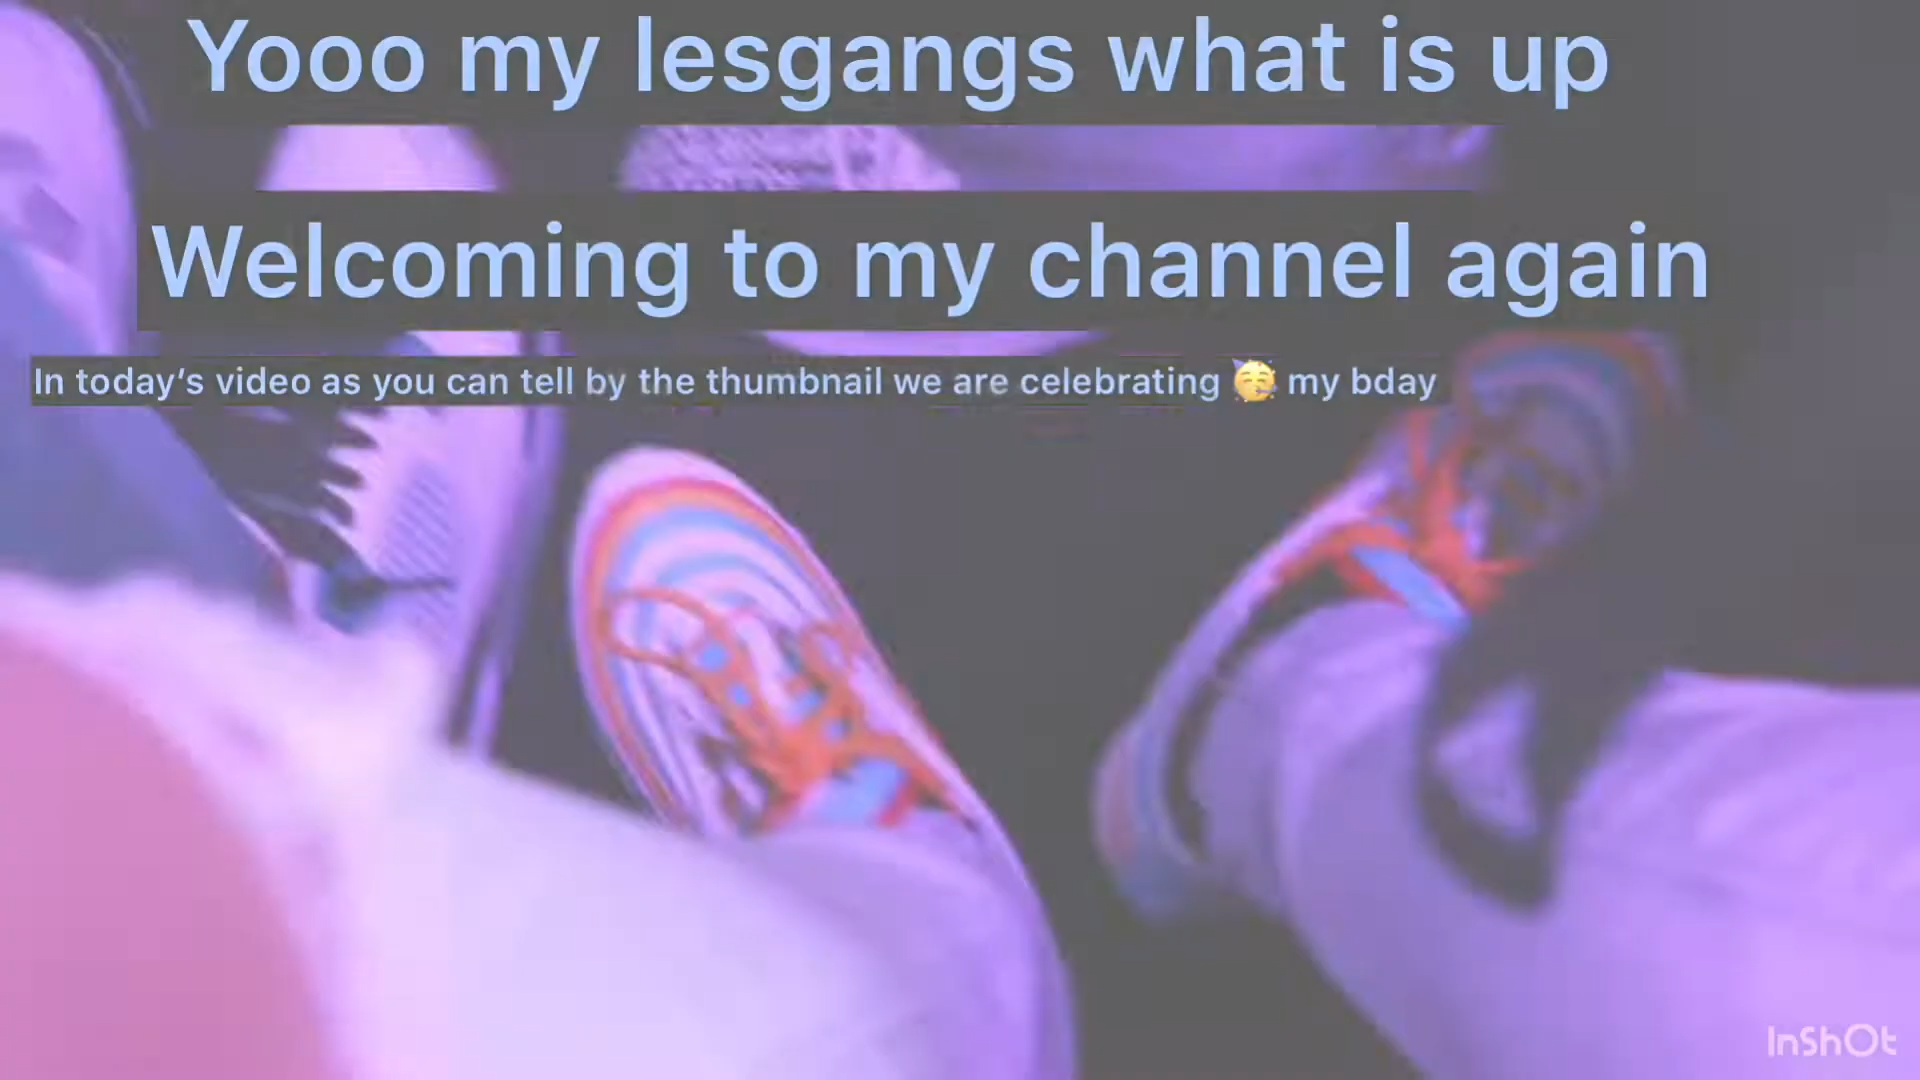 Yooo my lesgangs what is up
Welcoming to my channel again
In today’s video as you can tell by the thumbnail we are celebrating 🥳 my bday
InShOt